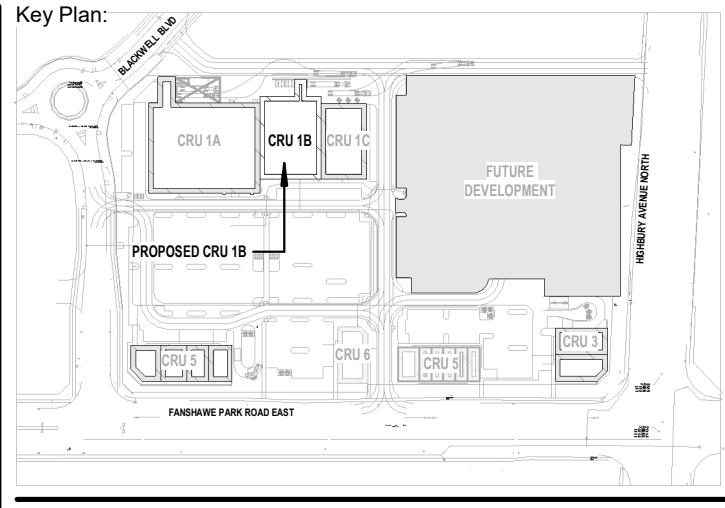 Key Plan:
BLACKWELL BLVD
CRU 1A
CRU 1B
CRU 1C
FUTURE
DEVELOPMENT
HIGHBURY AVENUE NORTH
PROPOSED CRU 1B
CRU 5
CRU 6
CRU 5
CRU 3
FANSHAWE PARK ROAD EAST